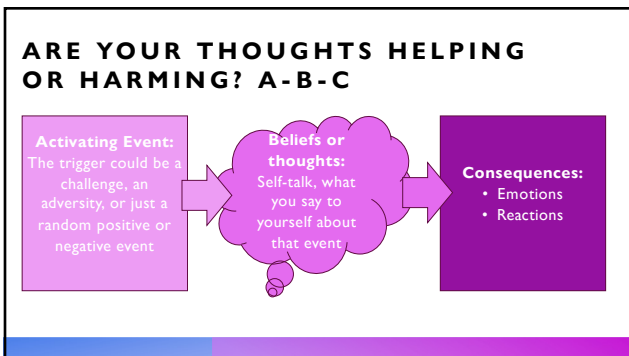 ARE YOUR THOUGHTS HELPING
OR HARMING? A-B-C
Activating Event:
The trigger could be a
challenge, an
adversity, or just a
random positive or
negative event
Beliefs or
thoughts:
Self-talk, what
you say to
yourself about
that event
Consequences:
• Emotions
• Reactions